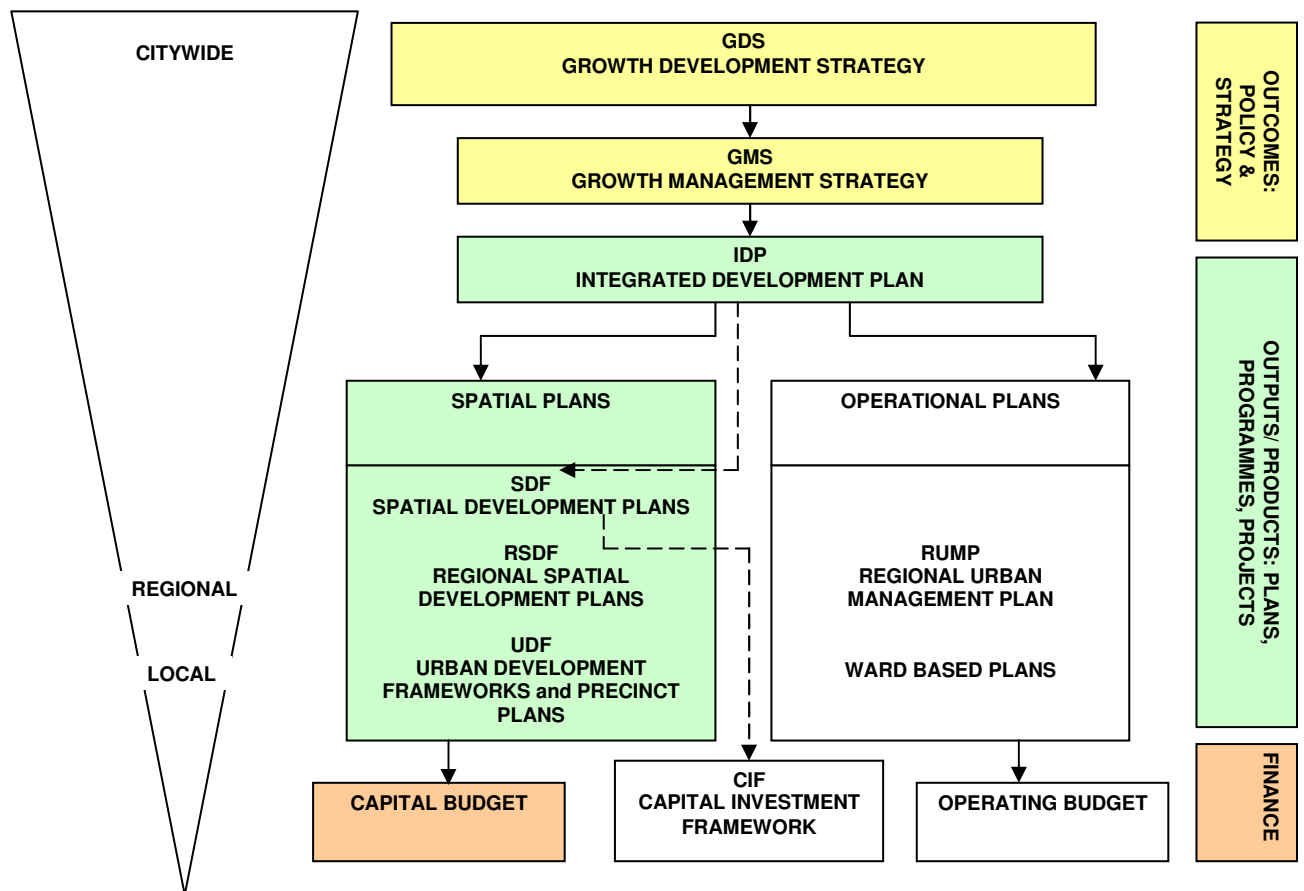 CITYWIDE
GDS
GROWTH DEVELOPMENT STRATEGY
GMS
GROWTH MANAGEMENT STRATEGY
IDP
INTEGRATED DEVELOPMENT PLAN
SPATIAL PLANS
OPERATIONAL PLANS
SDF
SPATIAL DEVELOPMENT PLANS
RSDF
REGIONAL SPATIAL
DEVELOPMENT PLANS
UDF
URBAN DEVELOPMENT
FRAMEWORKS and PRECINCT
PLANS
RUMP
REGIONAL URBAN
MANAGEMENT PLAN
WARD BASED PLANS
REGIONAL
LOCAL
CAPITAL BUDGET
CIF
CAPITAL INVESTMENT
FRAMEWORK
OPERATING BUDGET
OUTCOMES:
POLICY &
STRATEGY
OUTPUTS/ PRODUCTS: PLANS,
PROGRAMMES, PROJECTS
FINANCE